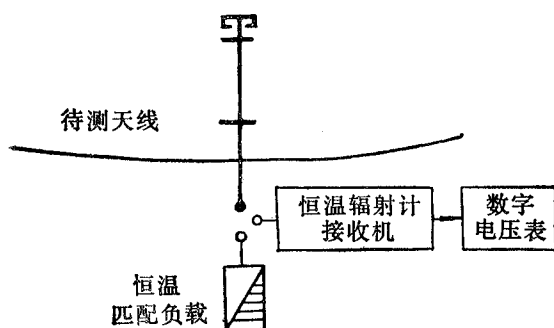 待测天线
恒温辐射计
接收机
数字
电压表
恒温
匹配负载